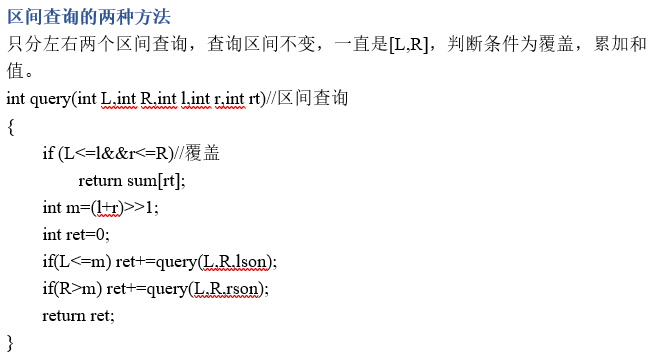 区间查询的两种方法
只分左右两个区间查询，查询区间不变，一直是[L,R]，判断条件为覆盖，累加和
值。
int query(int L,int R,int l,int r,int rt)//区间查询
{
if (L<=l&&r<=R)//覆盖
return sum[rt];
int m=(l+r)>>1;
int ret=0;
if(L<=m) ret+=query(L,R,lson);
if(R>m) ret+=query(L,R,rson);
return ret;
}